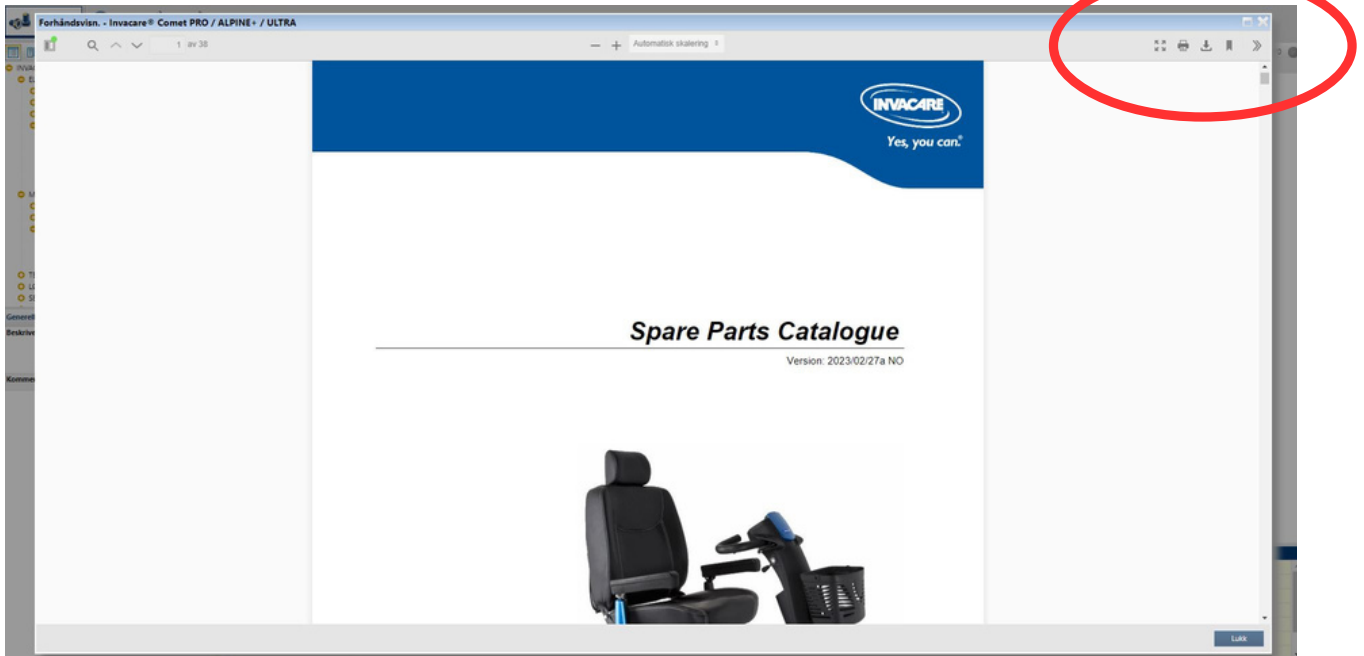 Forhåndsvisn. - Invacare® Comet PRO / ALPINE+ / ULTRA
1 av 38
Automatisk skalering
INVACARE
Yes, you can.®
Spare Parts Catalogue
Version: 2023/02/27a NO
Generell
Beskrive
Komme
Lukk